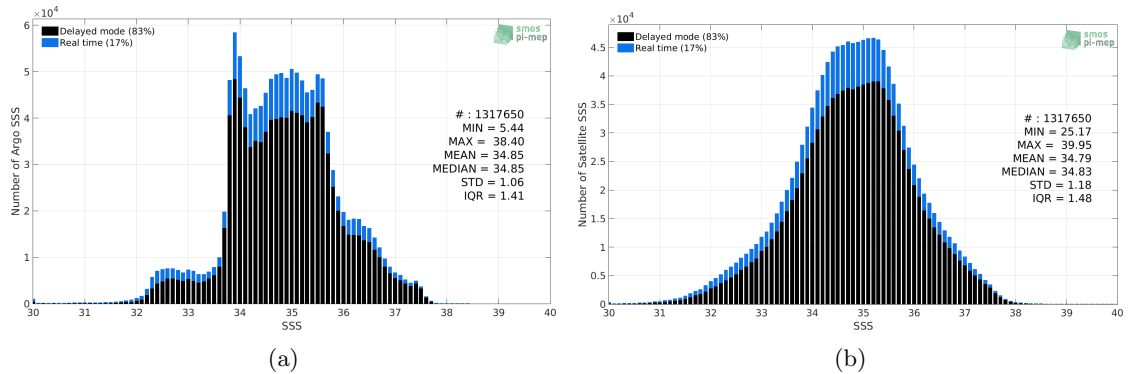 ×10⁴
Delayed mode (83%)
Real time (17%)
smos
pi-mep
# : 1317650
MIN = 5.44
MAX = 38.40
MEAN = 34.85
MEDIAN = 34.85
STD = 1.06
IQR = 1.41
Number of Argo SSS
6
5
4
3
2
1
0
30 31 32 33 34 35 36 37 38 39 40
SSS
(a)
×10⁴
Delayed mode (83%)
Real time (17%)
smos
pi-mep
# : 1317650
MIN = 25.17
MAX = 39.95
MEAN = 34.79
MEDIAN = 34.83
STD = 1.18
IQR = 1.48
Number of Satellite SSS
4.5
4
3.5
3
2.5
2
1.5
1
0.5
0
30 31 32 33 34 35 36 37 38 39 40
SSS
(b)